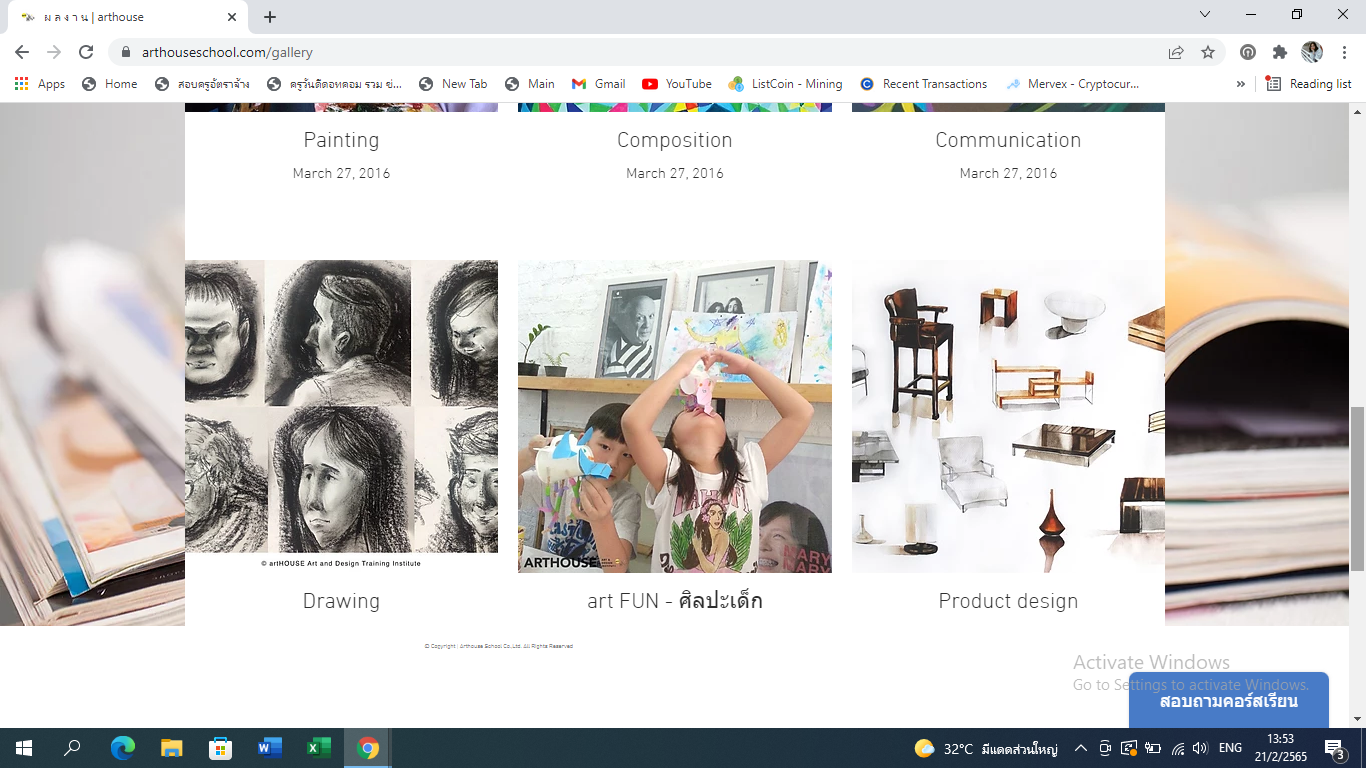 ผ ล ง า น | arthouse
arthouseschool.com/gallery
Apps
Home
สอบครูอัตราจ้าง
ครูวันดีดอทคอม รวม ข่...
New Tab
Main
Gmail
YouTube
ListCoin - Mining
Recent Transactions
Mervex - Cryptocur...
»
Reading list
Painting
Composition
Communication
March 27, 2016
March 27, 2016
March 27, 2016
ARTHOUSE
© artHOUSE Art and Design Training Institute
Drawing
art FUN - ศิลปะเด็ก
Product design
© Copyright | Arthouse School Co.,Ltd. All Rights Reserved
Activate Windows
Go to Settings to activate Windows.
สอบถามคอร์สเรียน
32°C มีแดดส่วนใหญ่
ENG
13:53
21/2/2565
3